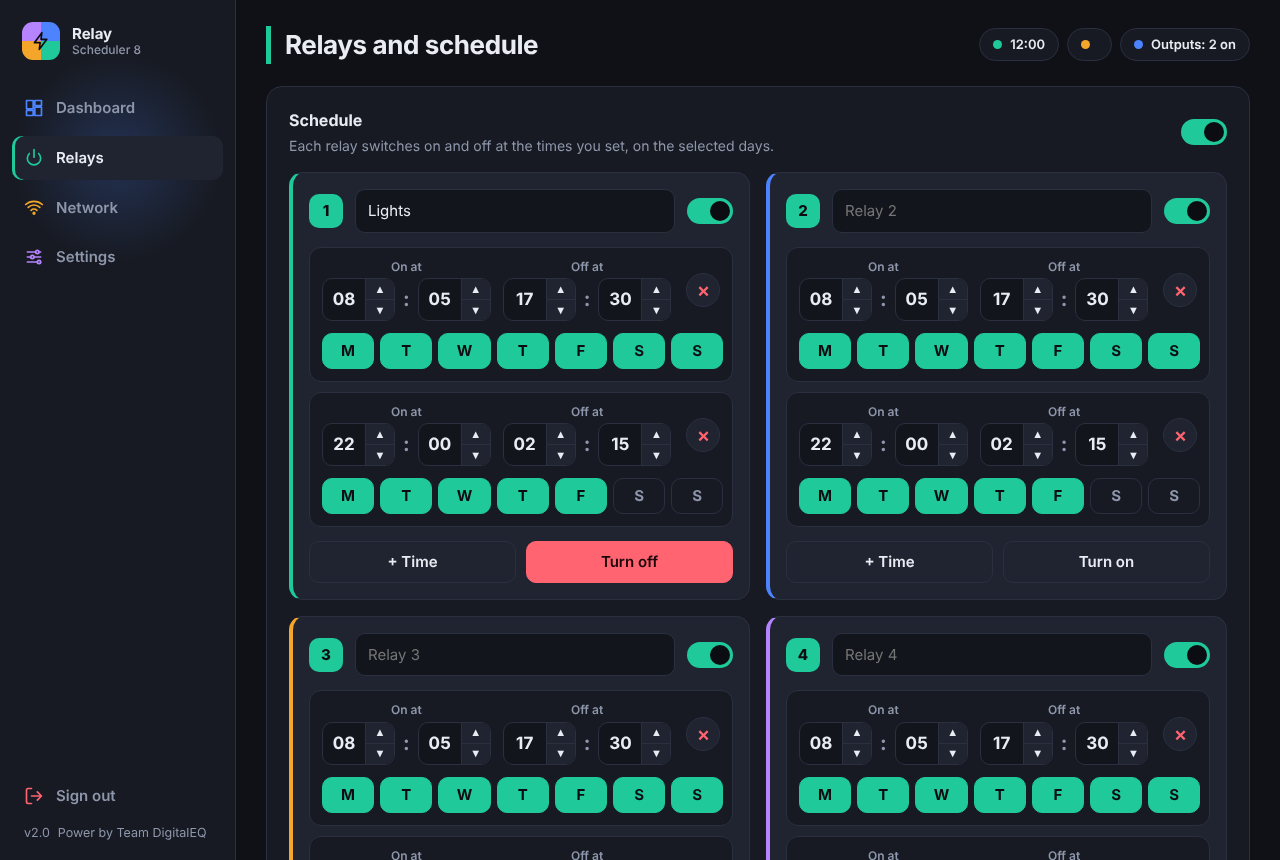 Relay
Scheduler 8
Dashboard
Relays
Network
Settings
Sign out
v2.0 Power by Team DigitalEQ
Relays and schedule
12:00
Outputs: 2 on
Schedule
Each relay switches on and off at the times you set, on the selected days.
1 Lights
On at Off at
08 : 05 17 : 30
M T W T F S S
On at Off at
22 : 00 02 : 15
M T W T F S S
+ Time Turn off
2 Relay 2
On at Off at
08 : 05 17 : 30
M T W T F S S
On at Off at
22 : 00 02 : 15
M T W T F S S
+ Time Turn on
3 Relay 3
On at Off at
08 : 05 17 : 30
M T W T F S S
On at Off at
4 Relay 4
On at Off at
08 : 05 17 : 30
M T W T F S S
On at Off at